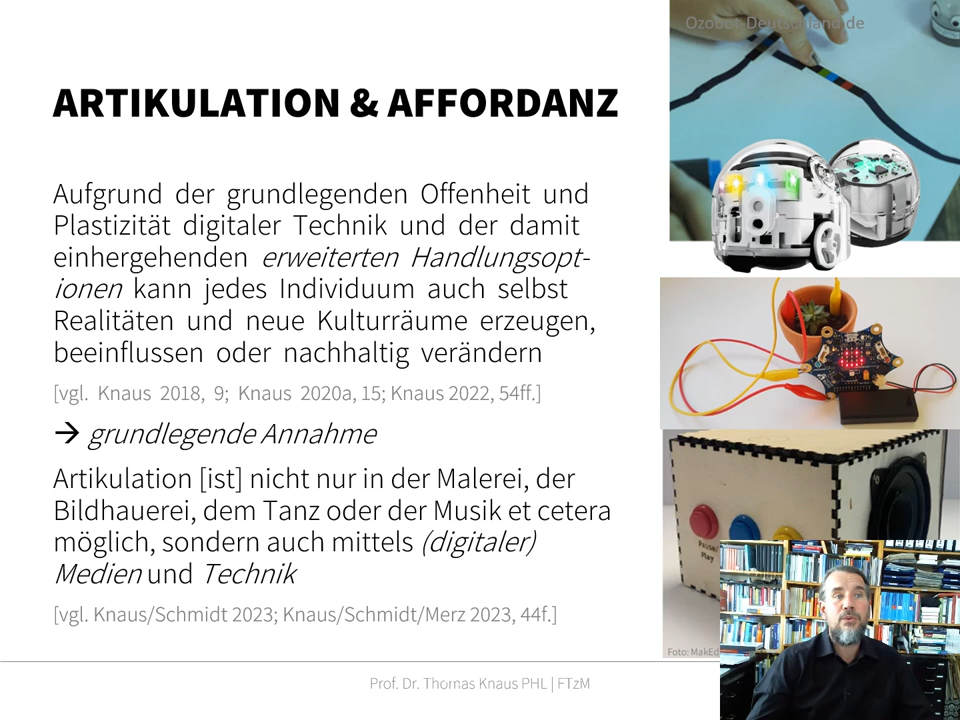 Ozobot-Deutschland.de
ARTIKULATION & AFFORDANZ
Aufgrund der grundlegenden Offenheit und
Plastizität digitaler Technik und der damit
einhergehenden erweiterten Handlungsopt-
ionen kann jedes Individuum auch selbst
Realitäten und neue Kulturräume erzeugen,
beeinflussen oder nachhaltig verändern
[vgl. Knaus 2018, 9; Knaus 2020a, 15; Knaus 2022, 54ff.]
→ grundlegende Annahme
Artikulation [ist] nicht nur in der Malerei, der
Bildhauerei, dem Tanz oder der Musik et cetera
möglich, sondern auch mittels (digitaler)
Medien und Technik
[vgl. Knaus/Schmidt 2023; Knaus/Schmidt/Merz 2023, 44f.]
Pause/
Play
Foto: MakEd
Prof. Dr. Thomas Knaus PHL | FTzM